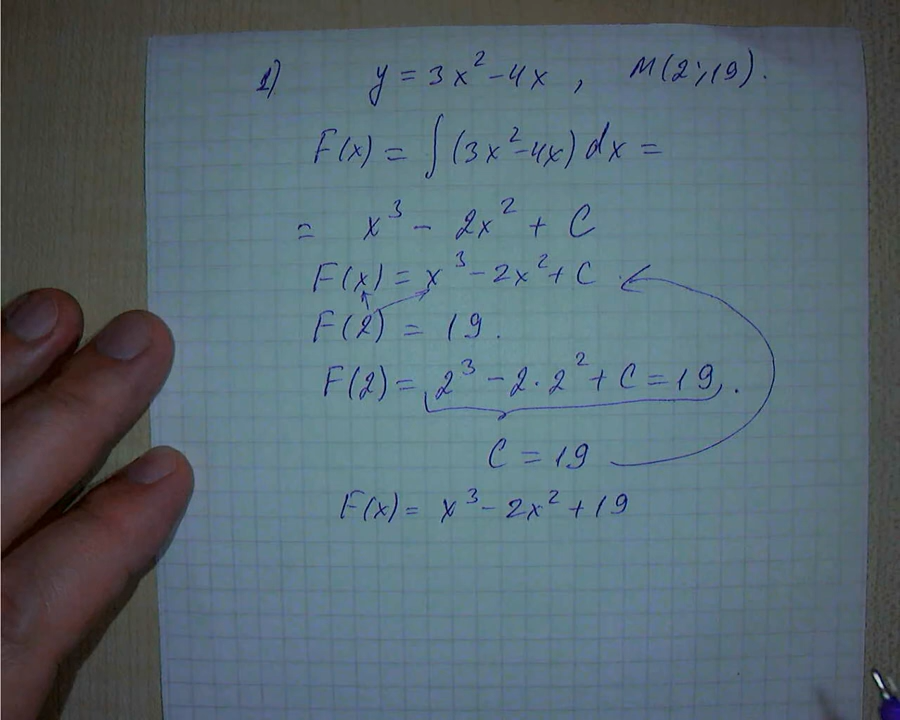 1) y = 3x² - 4x , M(2;19).
F(x) = ∫(3x²-4x)dx =
= x³ - 2x² + C
F(x) = x³ - 2x² + C
F(2) = 19.
F(2) = 2³ - 2·2² + C = 19.
C = 19
F(x) = x³ - 2x² + 19